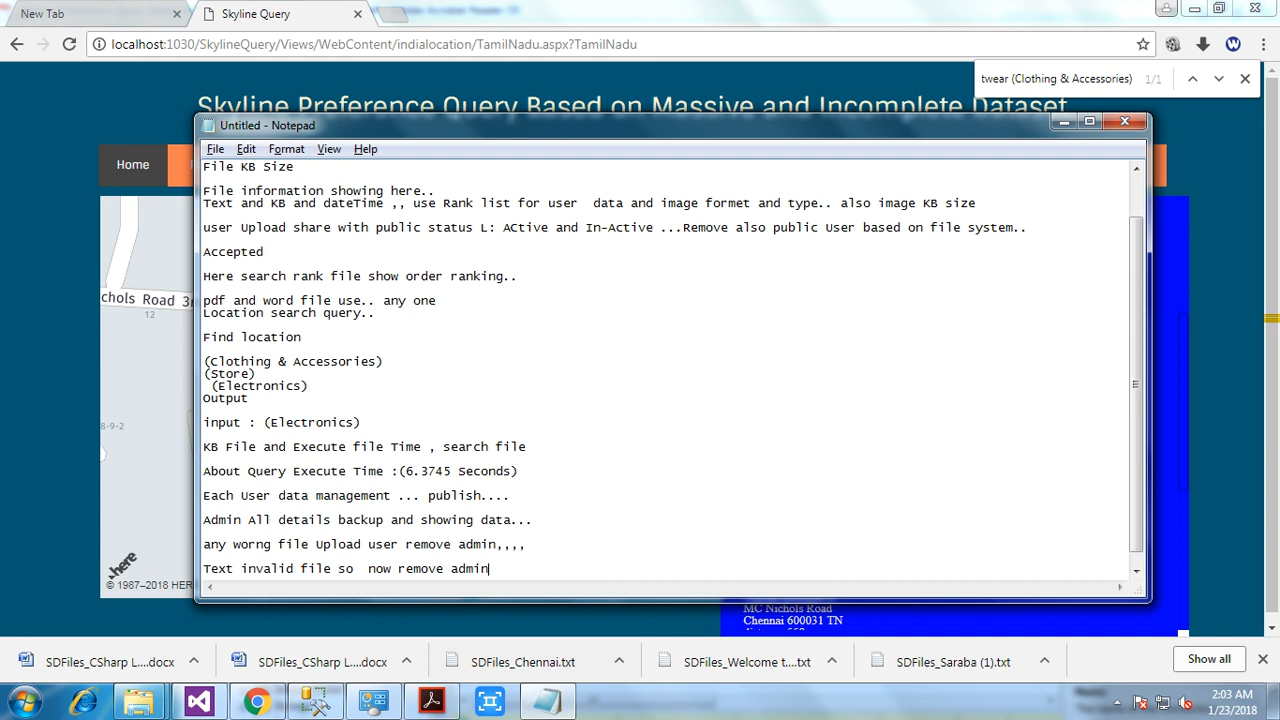 New Tab
Skyline Query
localhost:1030/SkylineQuery/Views/WebContent/indialocation/TamilNadu.aspx?TamilNadu
twear (Clothing & Accessories) 1/1
Skyline Preference Query Based on Massive and Incomplete Dataset
Untitled - Notepad
File Edit Format View Help
Home
File KB Size
File information showing here..
Text and KB and dateTime ,, use Rank list for user  data and image formet and type.. also image KB size
user Upload share with public status L: ACtive and In-Active ...Remove also public User based on file system..
Accepted
Here search rank file show order ranking..
chols Road 3r
pdf and word file use.. any one
12
Location search query..
Find location
(Clothing & Accessories)
(Store)
(Electronics)
Output
input : (Electronics)
8-9-2
KB File and Execute file Time , search file
About Query Execute Time :(6.3745 Seconds)
Each User data management ... publish....
Admin All details backup and showing data...
any worng file Upload user remove admin,,,,
Text invalid file so  now remove admin
here
© 1987–2018 HER
MC Nichols Road
Chennai 600031 TN
SDFiles_CSharp L....docx
SDFiles_CSharp L....docx
SDFiles_Chennai.txt
SDFiles_Welcome t....txt
SDFiles_Saraba (1).txt
Show all
2:03 AM
1/23/2018